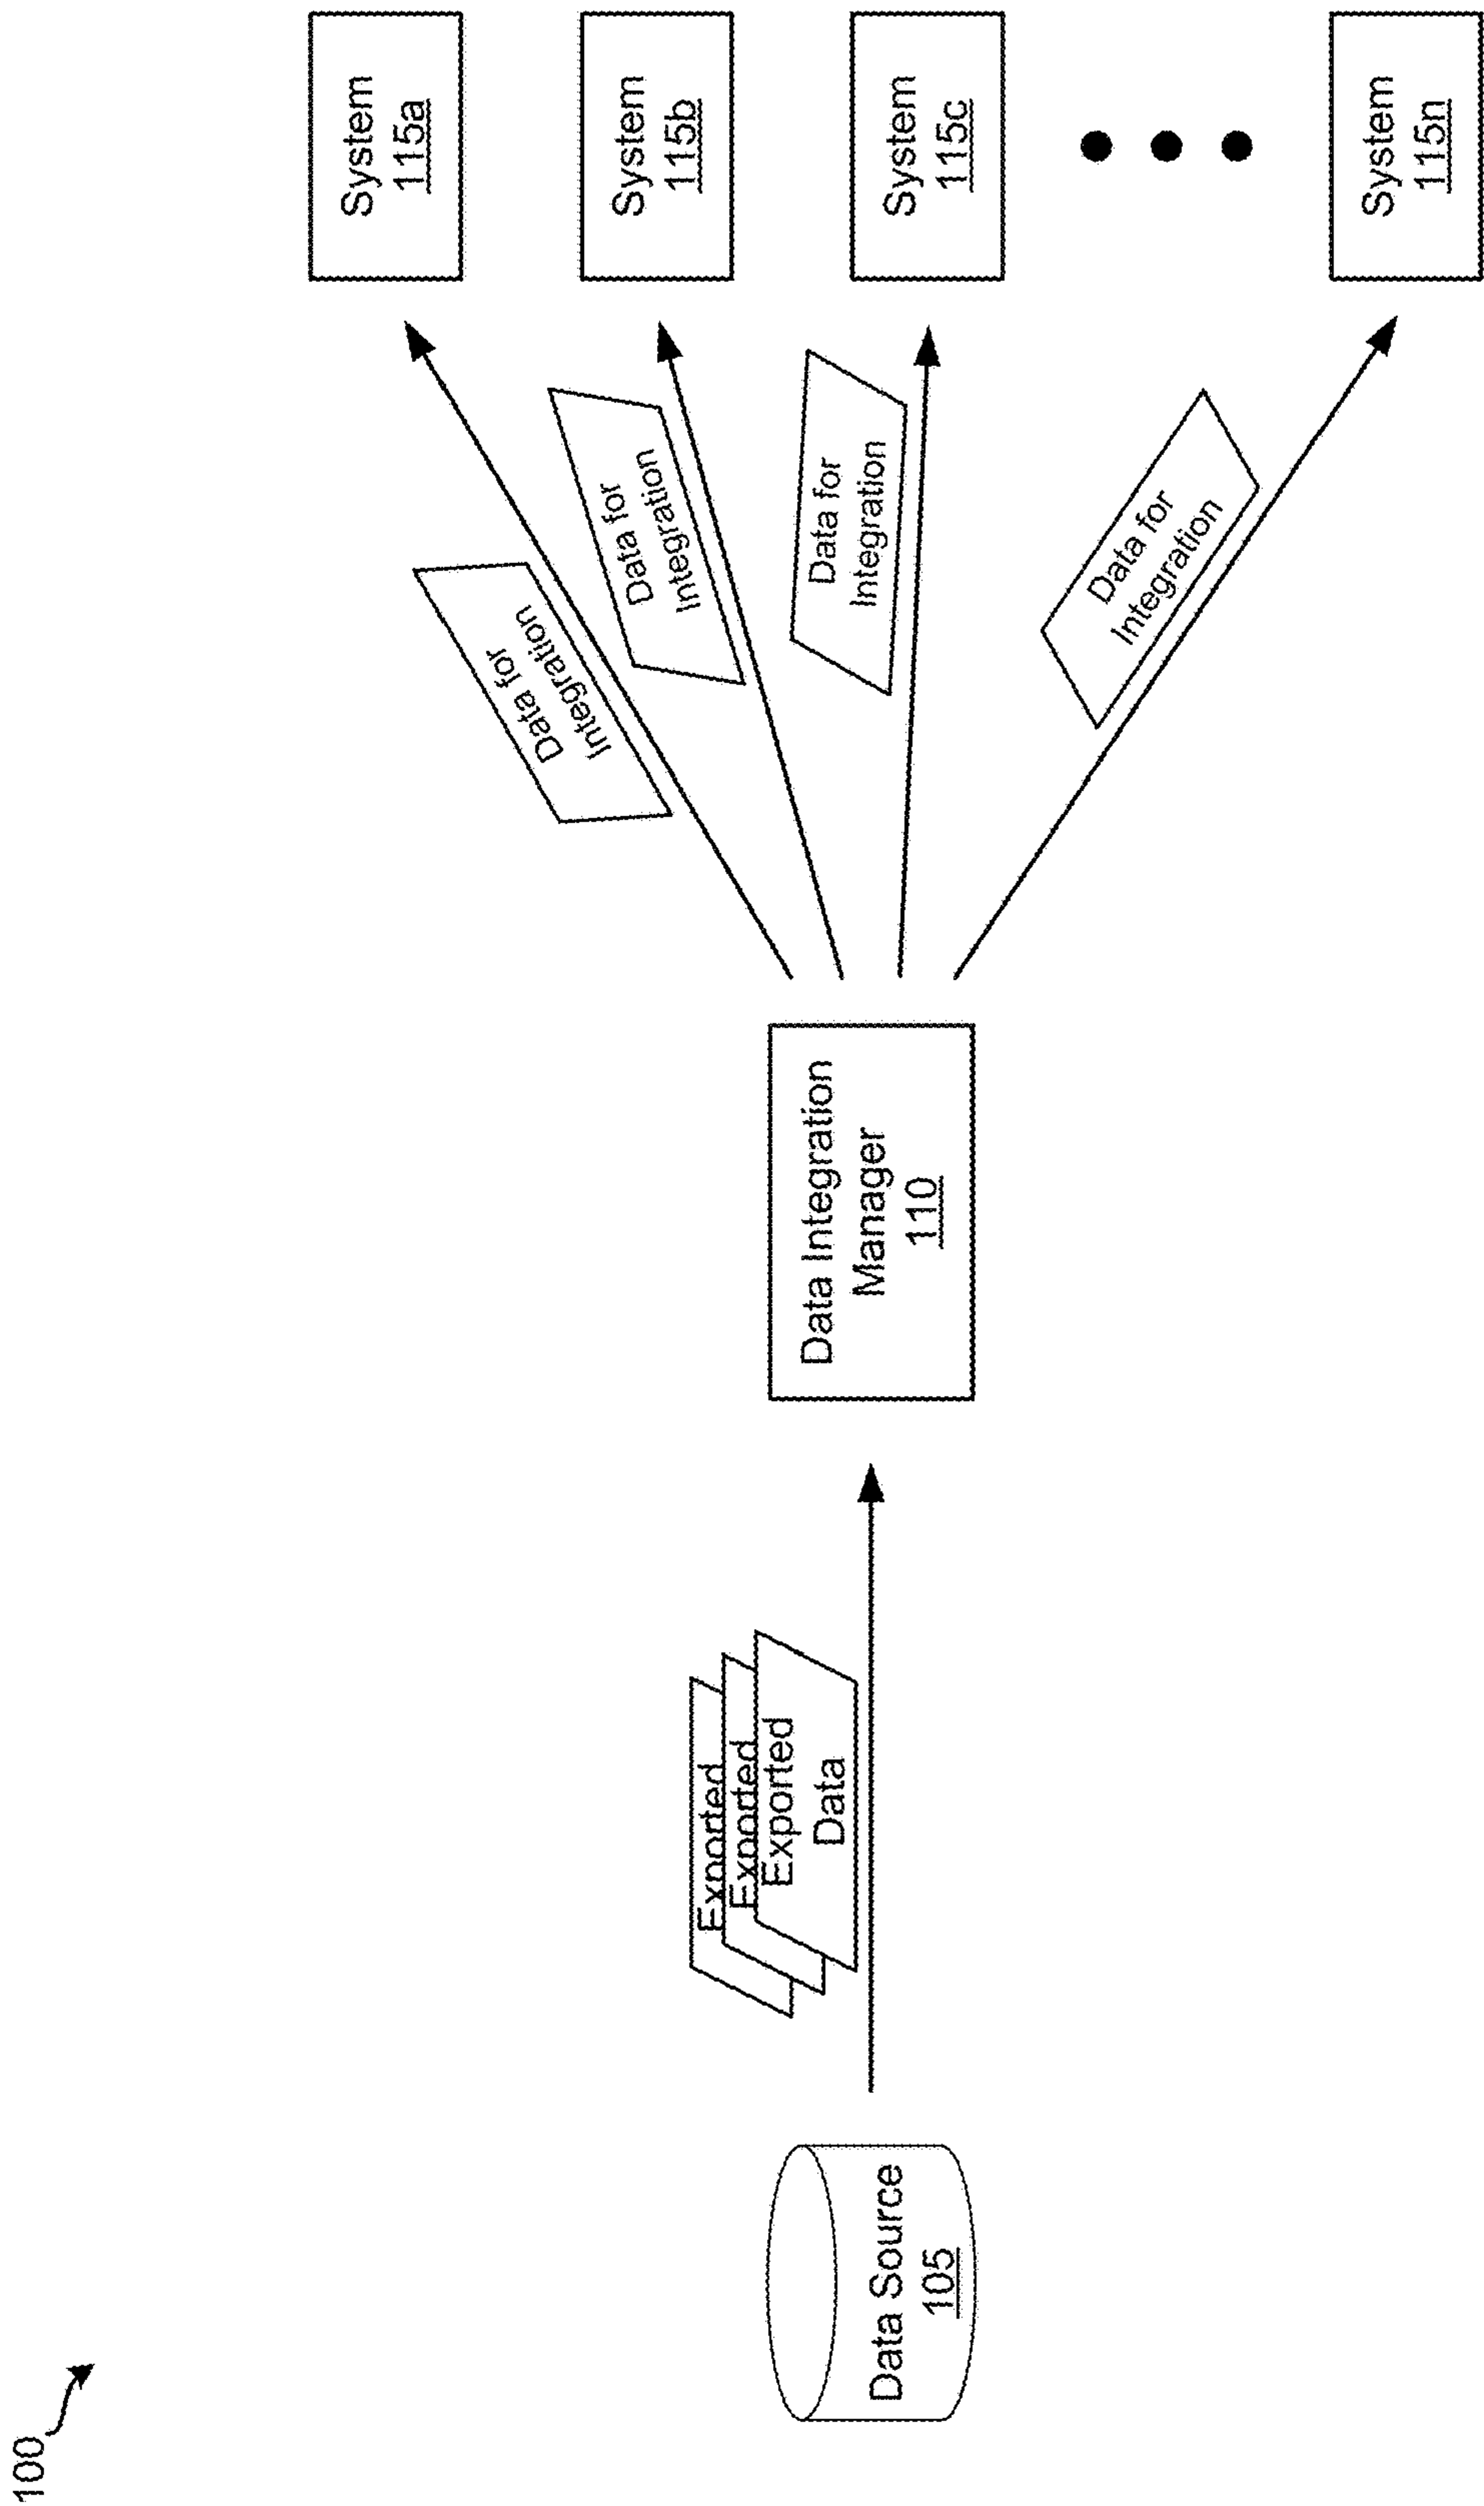 100
Data Source
105
Exported
Exported
Exported
Data
Data Integration
Manager
110
Data for
Integration
Data for
Integration
Data for
Integration
Data for
Integration
System
115a
System
115b
System
115c
System
115n